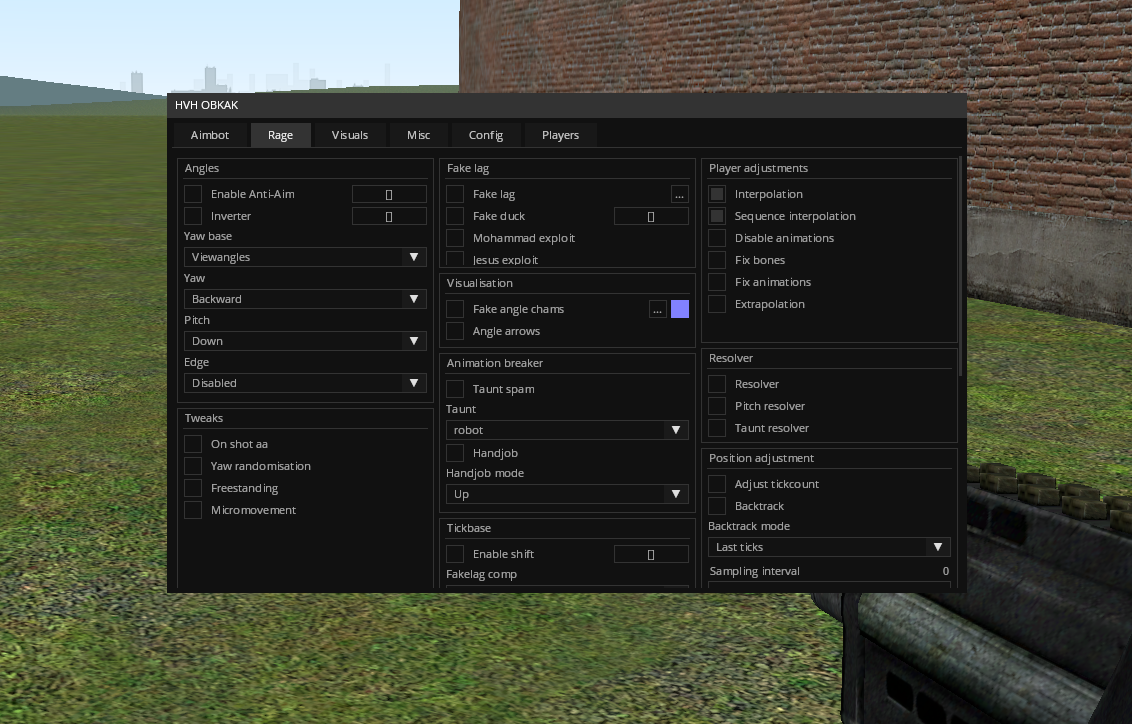 HVH OBKAK
Aimbot Rage Visuals Misc Config Players
Angles
Enable Anti-Aim
Inverter
Yaw base
Viewangles
Yaw
Backward
Pitch
Down
Edge
Disabled
Tweaks
On shot aa
Yaw randomisation
Freestanding
Micromovement
Fake lag
Fake lag ...
Fake duck
Mohammad exploit
Jesus exploit
Visualisation
Fake angle chams ...
Angle arrows
Animation breaker
Taunt spam
Taunt
robot
Handjob
Handjob mode
Up
Tickbase
Enable shift
Fakelag comp
Player adjustments
Interpolation
Sequence interpolation
Disable animations
Fix bones
Fix animations
Extrapolation
Resolver
Resolver
Pitch resolver
Taunt resolver
Position adjustment
Adjust tickcount
Backtrack
Backtrack mode
Last ticks
Sampling interval 0